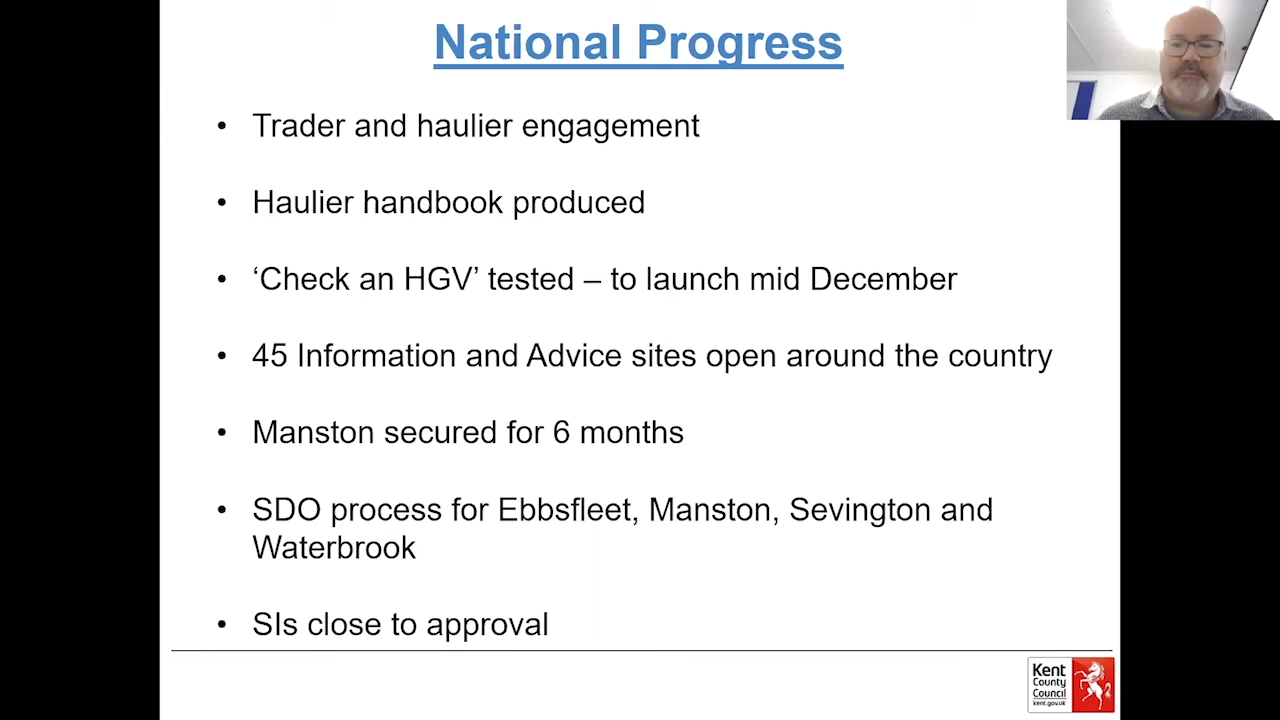 National Progress
• Trader and haulier engagement
• Haulier handbook produced
• ‘Check an HGV’ tested – to launch mid December
• 45 Information and Advice sites open around the country
• Manston secured for 6 months
• SDO process for Ebbsfleet, Manston, Sevington and
Waterbrook
• SIs close to approval
Kent
County
Council
kent.gov.uk